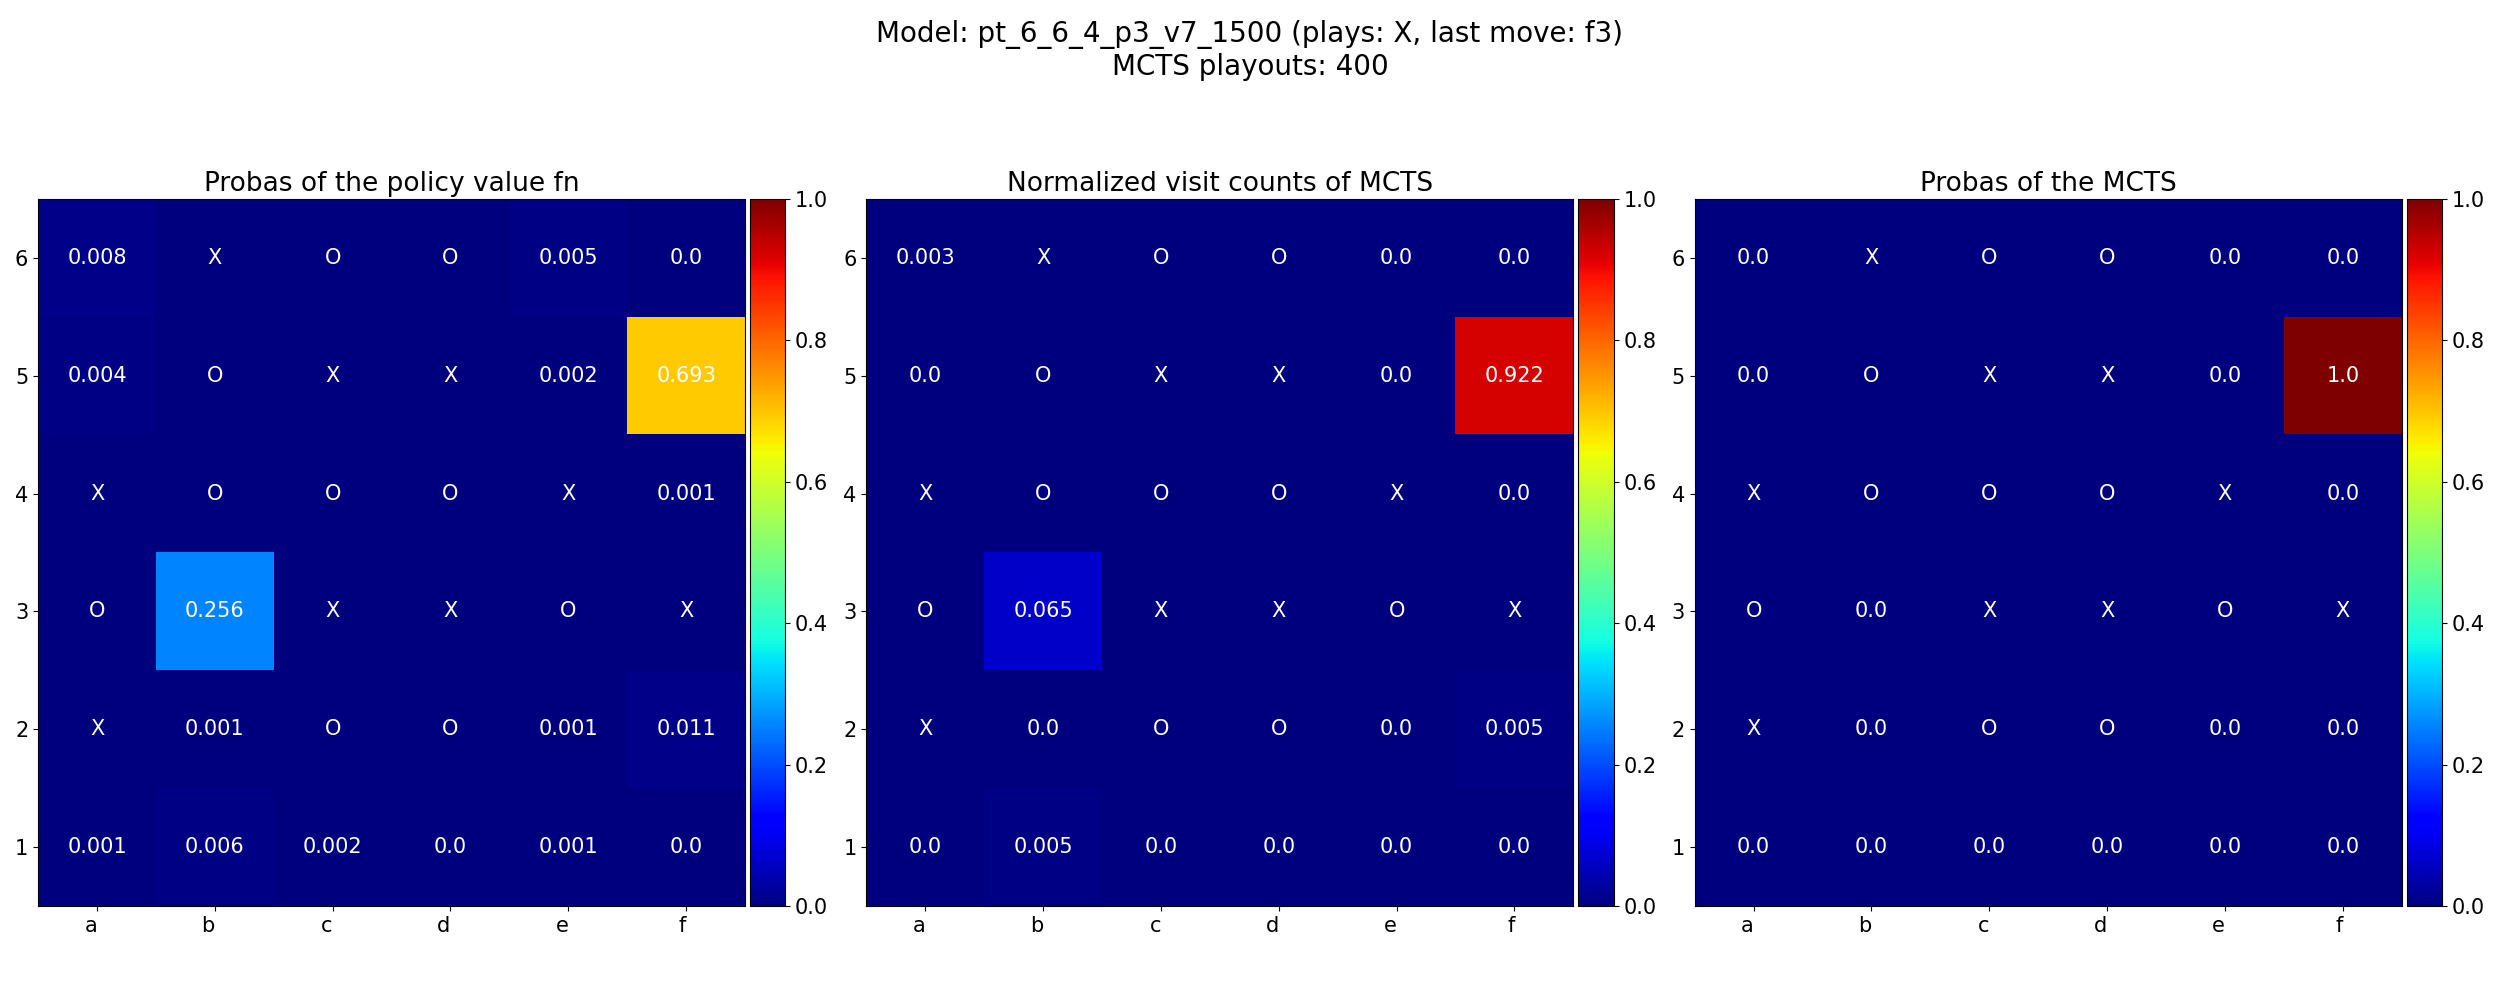 Model: pt_6_6_4_p3_v7_1500 (plays: X, last move: f3)
MCTS playouts: 400
Probas of the policy value fn
1.0
6 0.008 X O O 0.005 0.0
0.8
5 0.004 O X X 0.002 0.693
0.6
4 X O O O X 0.001
0.4
3 O 0.256 X X O X
0.2
2 X 0.001 O O 0.001 0.011
1 0.001 0.006 0.002 0.0 0.001 0.0
0.0
a b c d e f
Normalized visit counts of MCTS
1.0
6 0.003 X O O 0.0 0.0
0.8
5 0.0 O X X 0.0 0.922
0.6
4 X O O O X 0.0
0.4
3 O 0.065 X X O X
0.2
2 X 0.0 O O 0.0 0.005
1 0.0 0.005 0.0 0.0 0.0 0.0
0.0
a b c d e f
Probas of the MCTS
1.0
6 0.0 X O O 0.0 0.0
0.8
5 0.0 O X X 0.0 1.0
0.6
4 X O O O X 0.0
0.4
3 O 0.0 X X O X
0.2
2 X 0.0 O O 0.0 0.0
1 0.0 0.0 0.0 0.0 0.0 0.0
0.0
a b c d e f